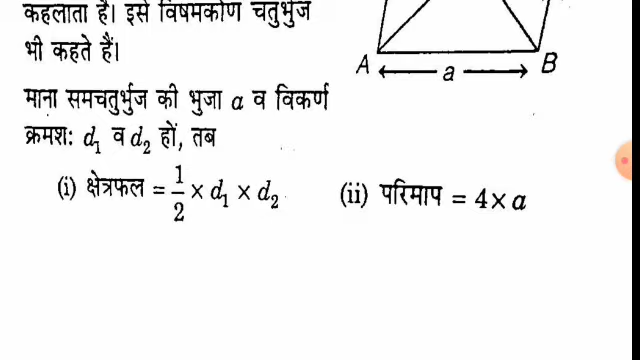 कहलाता है। इसे विषमकोण चतुर्भुज
भी कहते हैं।
A a B
माना समचतुर्भुज की भुजा a व विकर्ण
क्रमशः d₁ व d₂ हों, तब
(i) क्षेत्रफल = 1/2 × d₁ × d₂ (ii) परिमाप = 4 × a